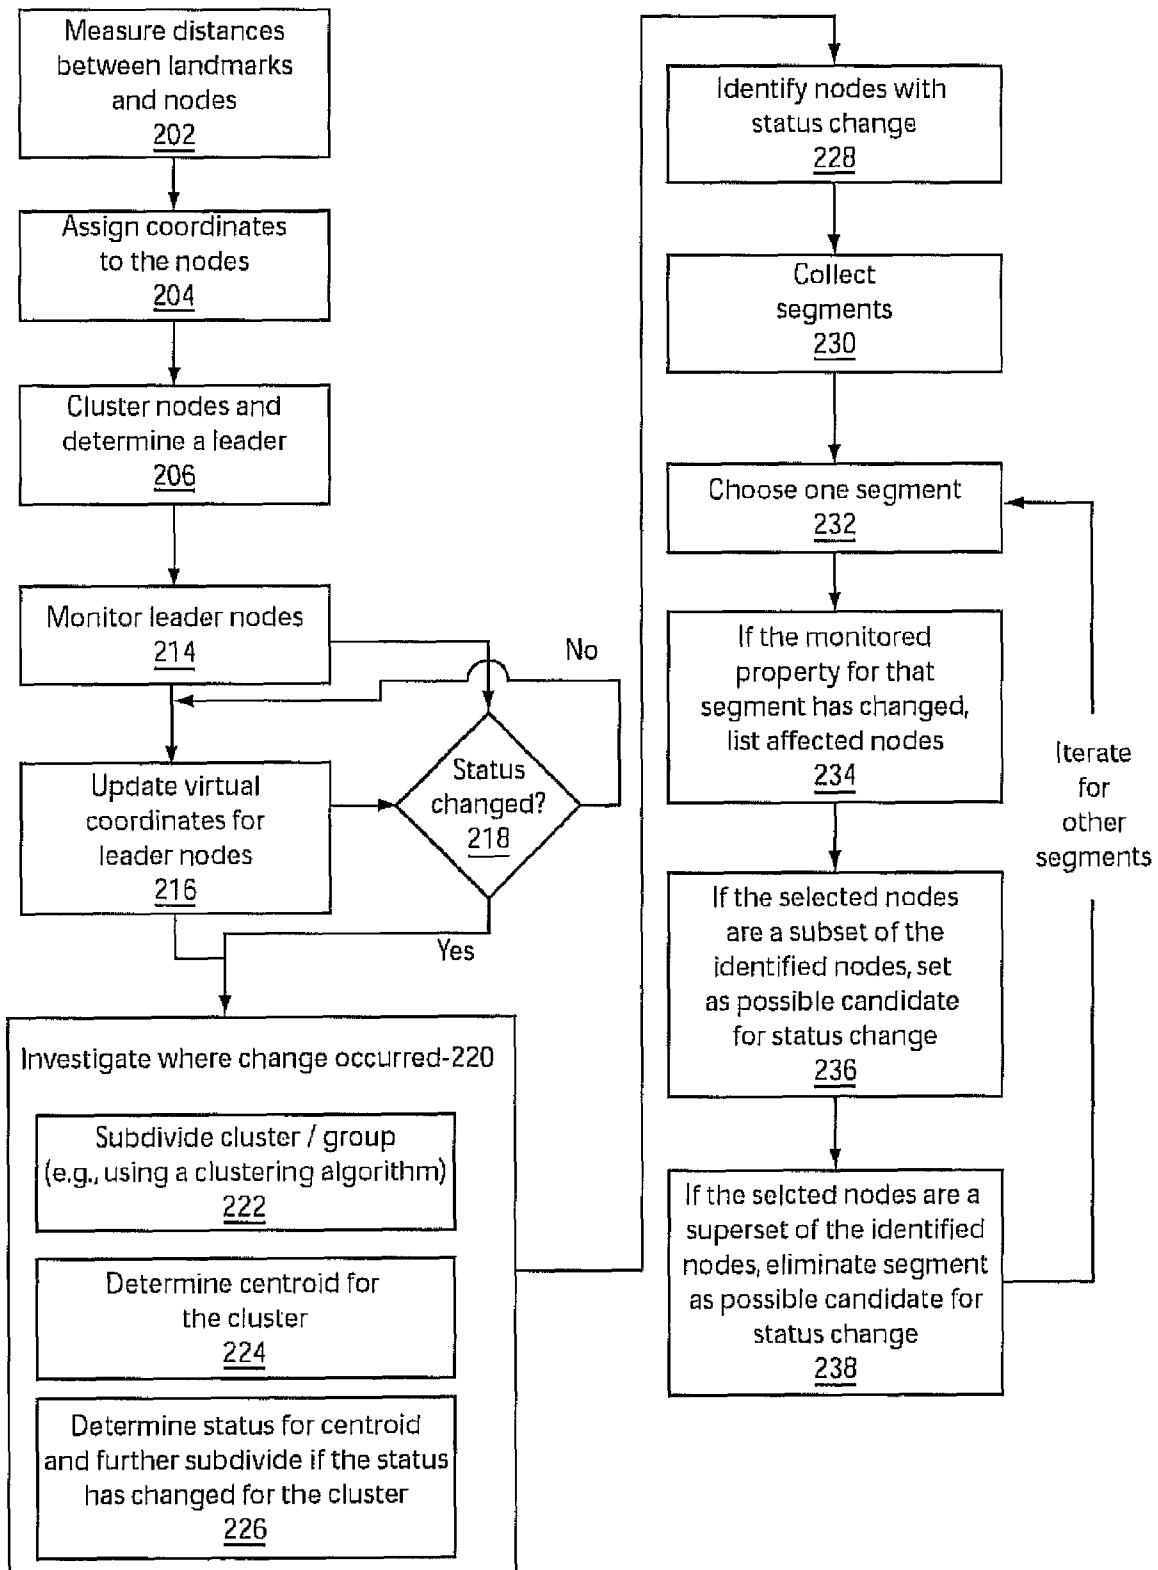 Measure distances
between landmarks
and nodes
202
Assign coordinates
to the nodes
204
Cluster nodes and
determine a leader
206
Monitor leader nodes
214
No
Update virtual
coordinates for
leader nodes
216
Status
changed?
218
Yes
Investigate where change occurred-220
Subdivide cluster / group
(e.g., using a clustering algorithm)
222
Determine centroid for
the cluster
224
Determine status for centroid
and further subdivide if the status
has changed for the cluster
226
Identify nodes with
status change
228
Collect
segments
230
Choose one segment
232
If the monitored
property for that
segment has changed,
list affected nodes
234
If the selected nodes
are a subset of the
identified nodes, set
as possible candidate
for status change
236
If the selcted nodes are a
superset of the identified
nodes, eliminate segment
as possible candidate for
status change
238
Iterate
for
other
segments